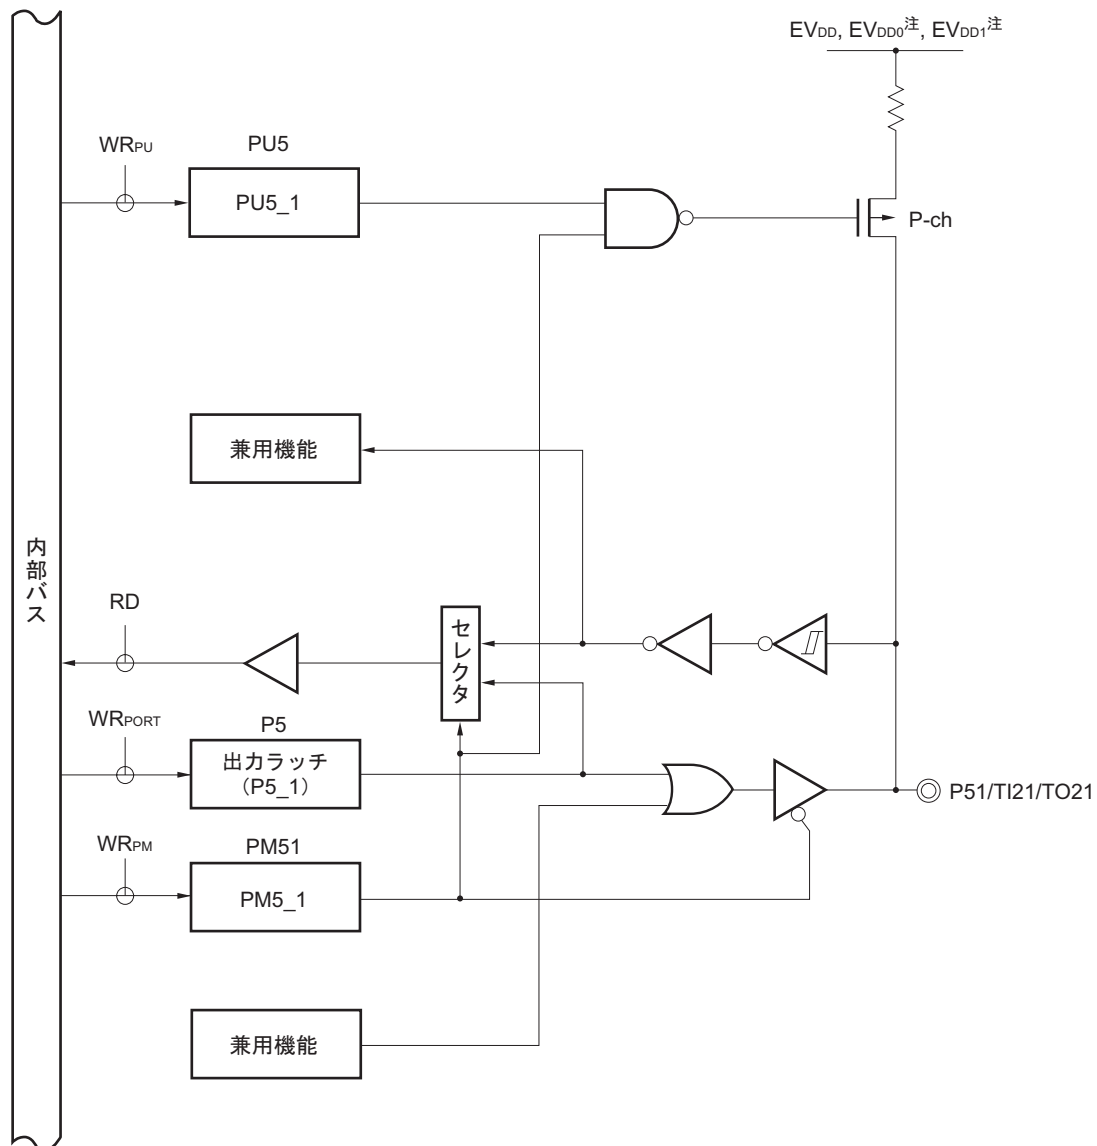 EVDD, EVDD0注, EVDD1注
WRPU
PU5
PU5_1
P-ch
兼用機能
内部バス
RD
セレクタ
WRPORT
P5
出力ラッチ
（P5_1）
P51/TI21/TO21
WRPM
PM51
PM5_1
兼用機能